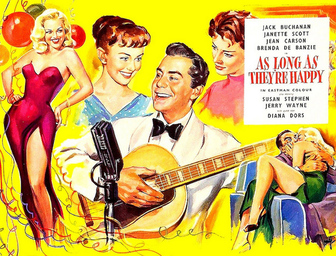 JACK BUCHANAN
JANETTE SCOTT
JEAN CARSON
BRENDA DE BANZIE
IN
AS LONG AS
THEY'RE HAPPY
IN EASTMAN COLOUR
SUSAN STEPHEN
JERRY WAYNE
DIANA DORS